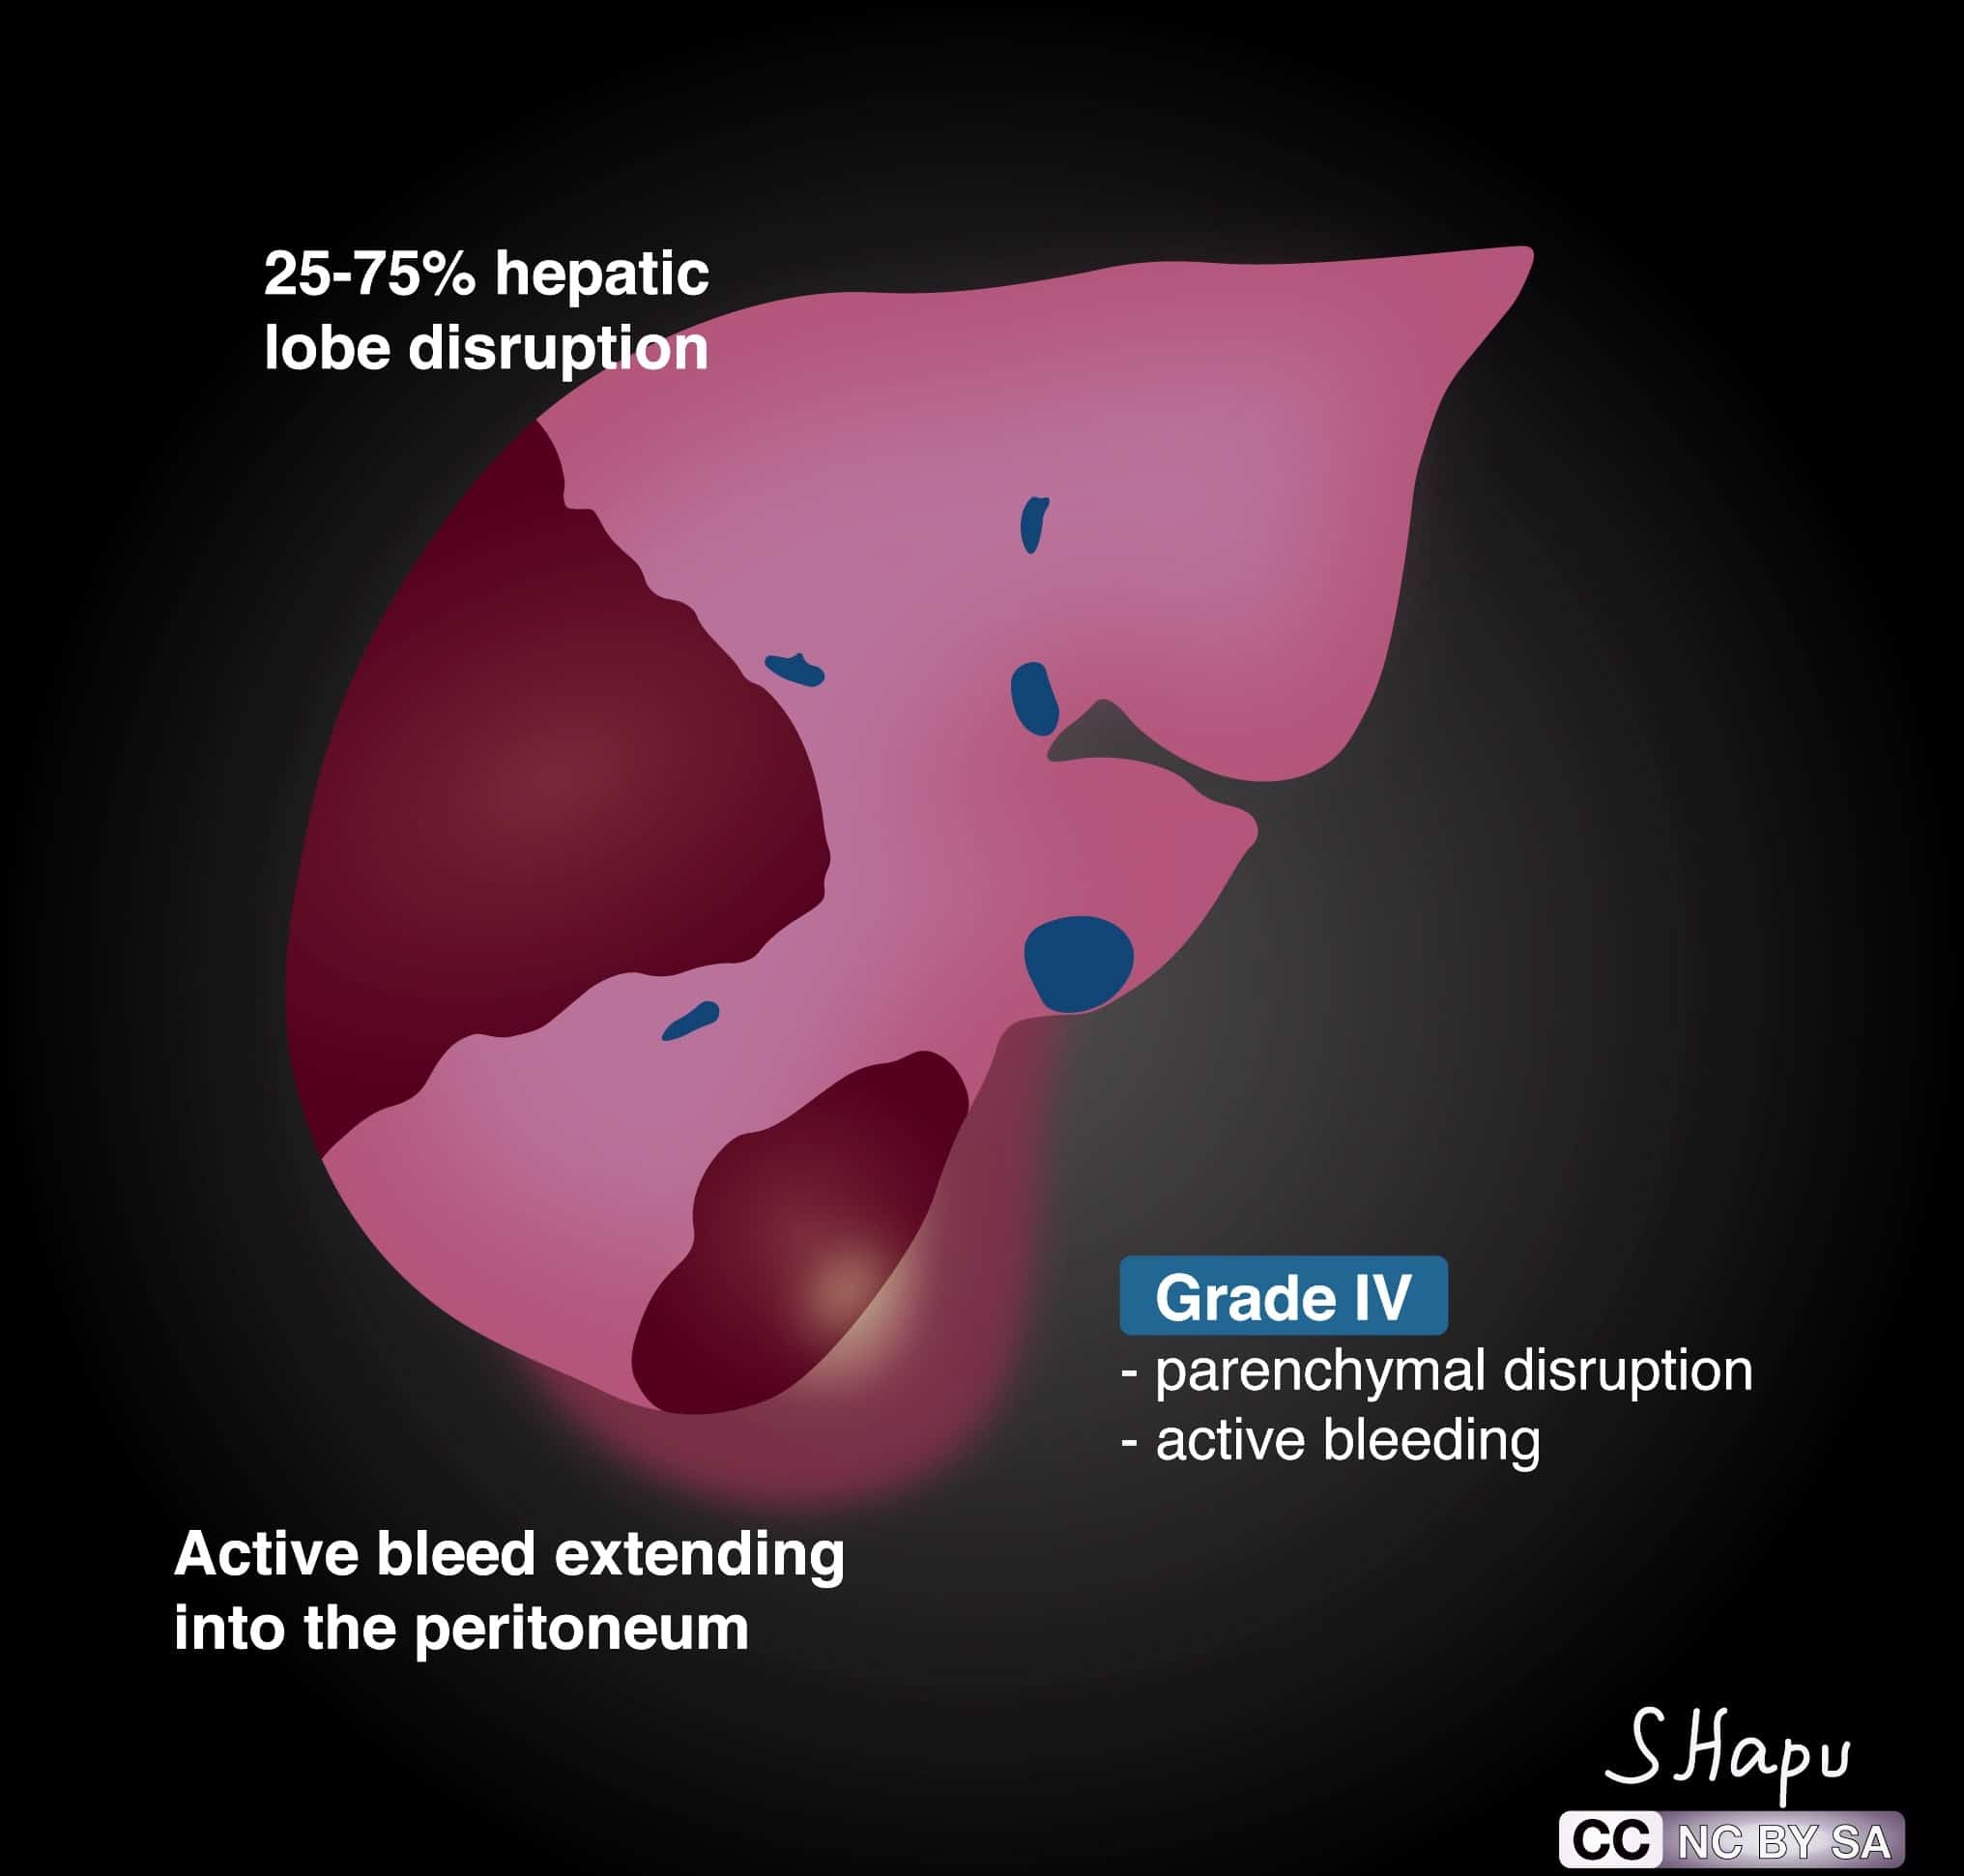 25-75% hepatic
lobe disruption
Grade IV
- parenchymal disruption
- active bleeding
Active bleed extending
into the peritoneum
SHapu
CC NC BY SA